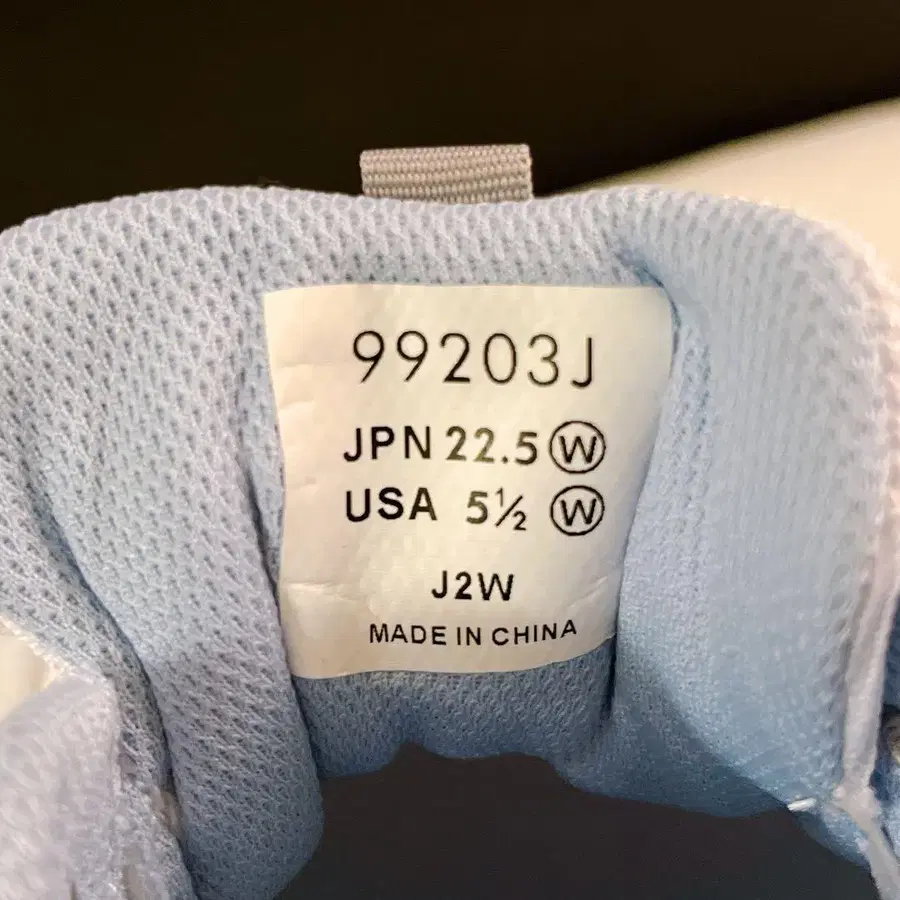 99203J
JPN 22.5 Ⓦ
USA 5½ Ⓦ
J2W
MADE IN CHINA